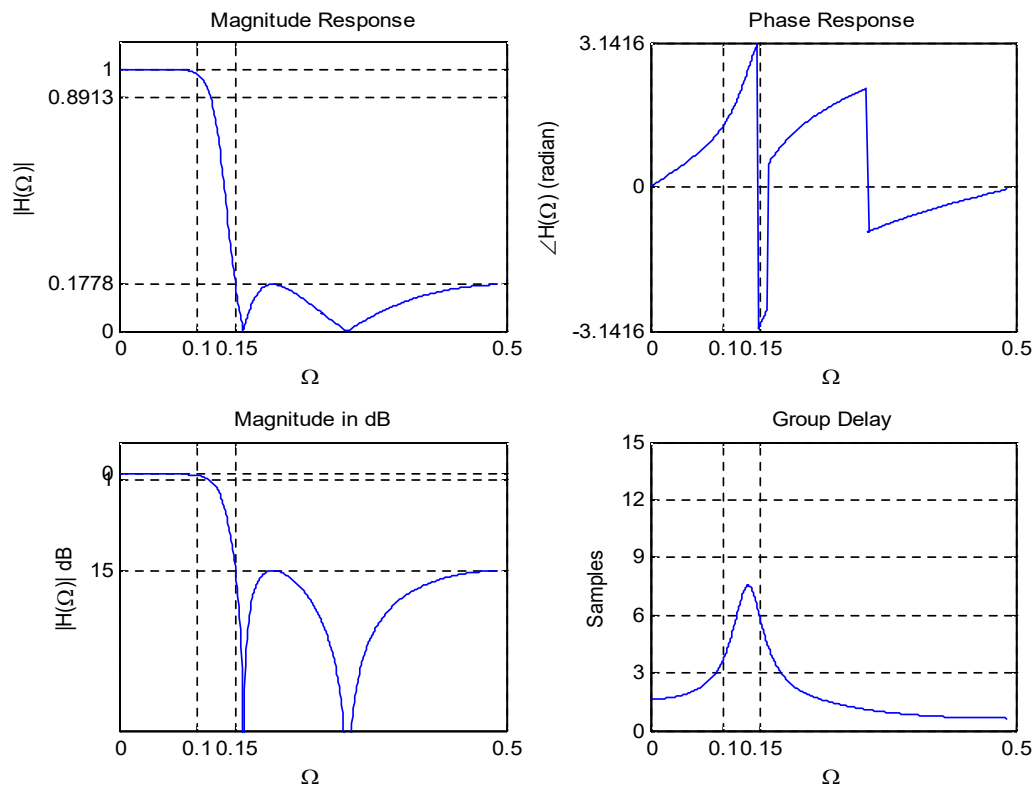 Magnitude Response
1
0.8913
0.1778
0
|H(Ω)|
0 0.1 0.15 0.5
Ω
Phase Response
3.1416
0
-3.1416
∠H(Ω) (radian)
0 0.1 0.15 0.5
Ω
Magnitude in dB
0
1
15
|H(Ω)| dB
0 0.1 0.15 0.5
Ω
Group Delay
15
12
9
6
3
0
Samples
0 0.1 0.15 0.5
Ω